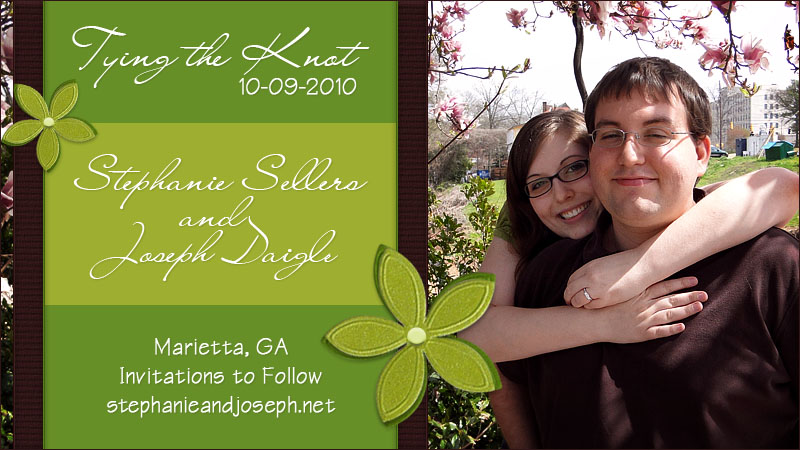 Tying the Knot
10-09-2010
Stephanie Sellers
and
Joseph Daigle
Marietta, GA
Invitations to Follow
stephanieandjoseph.net